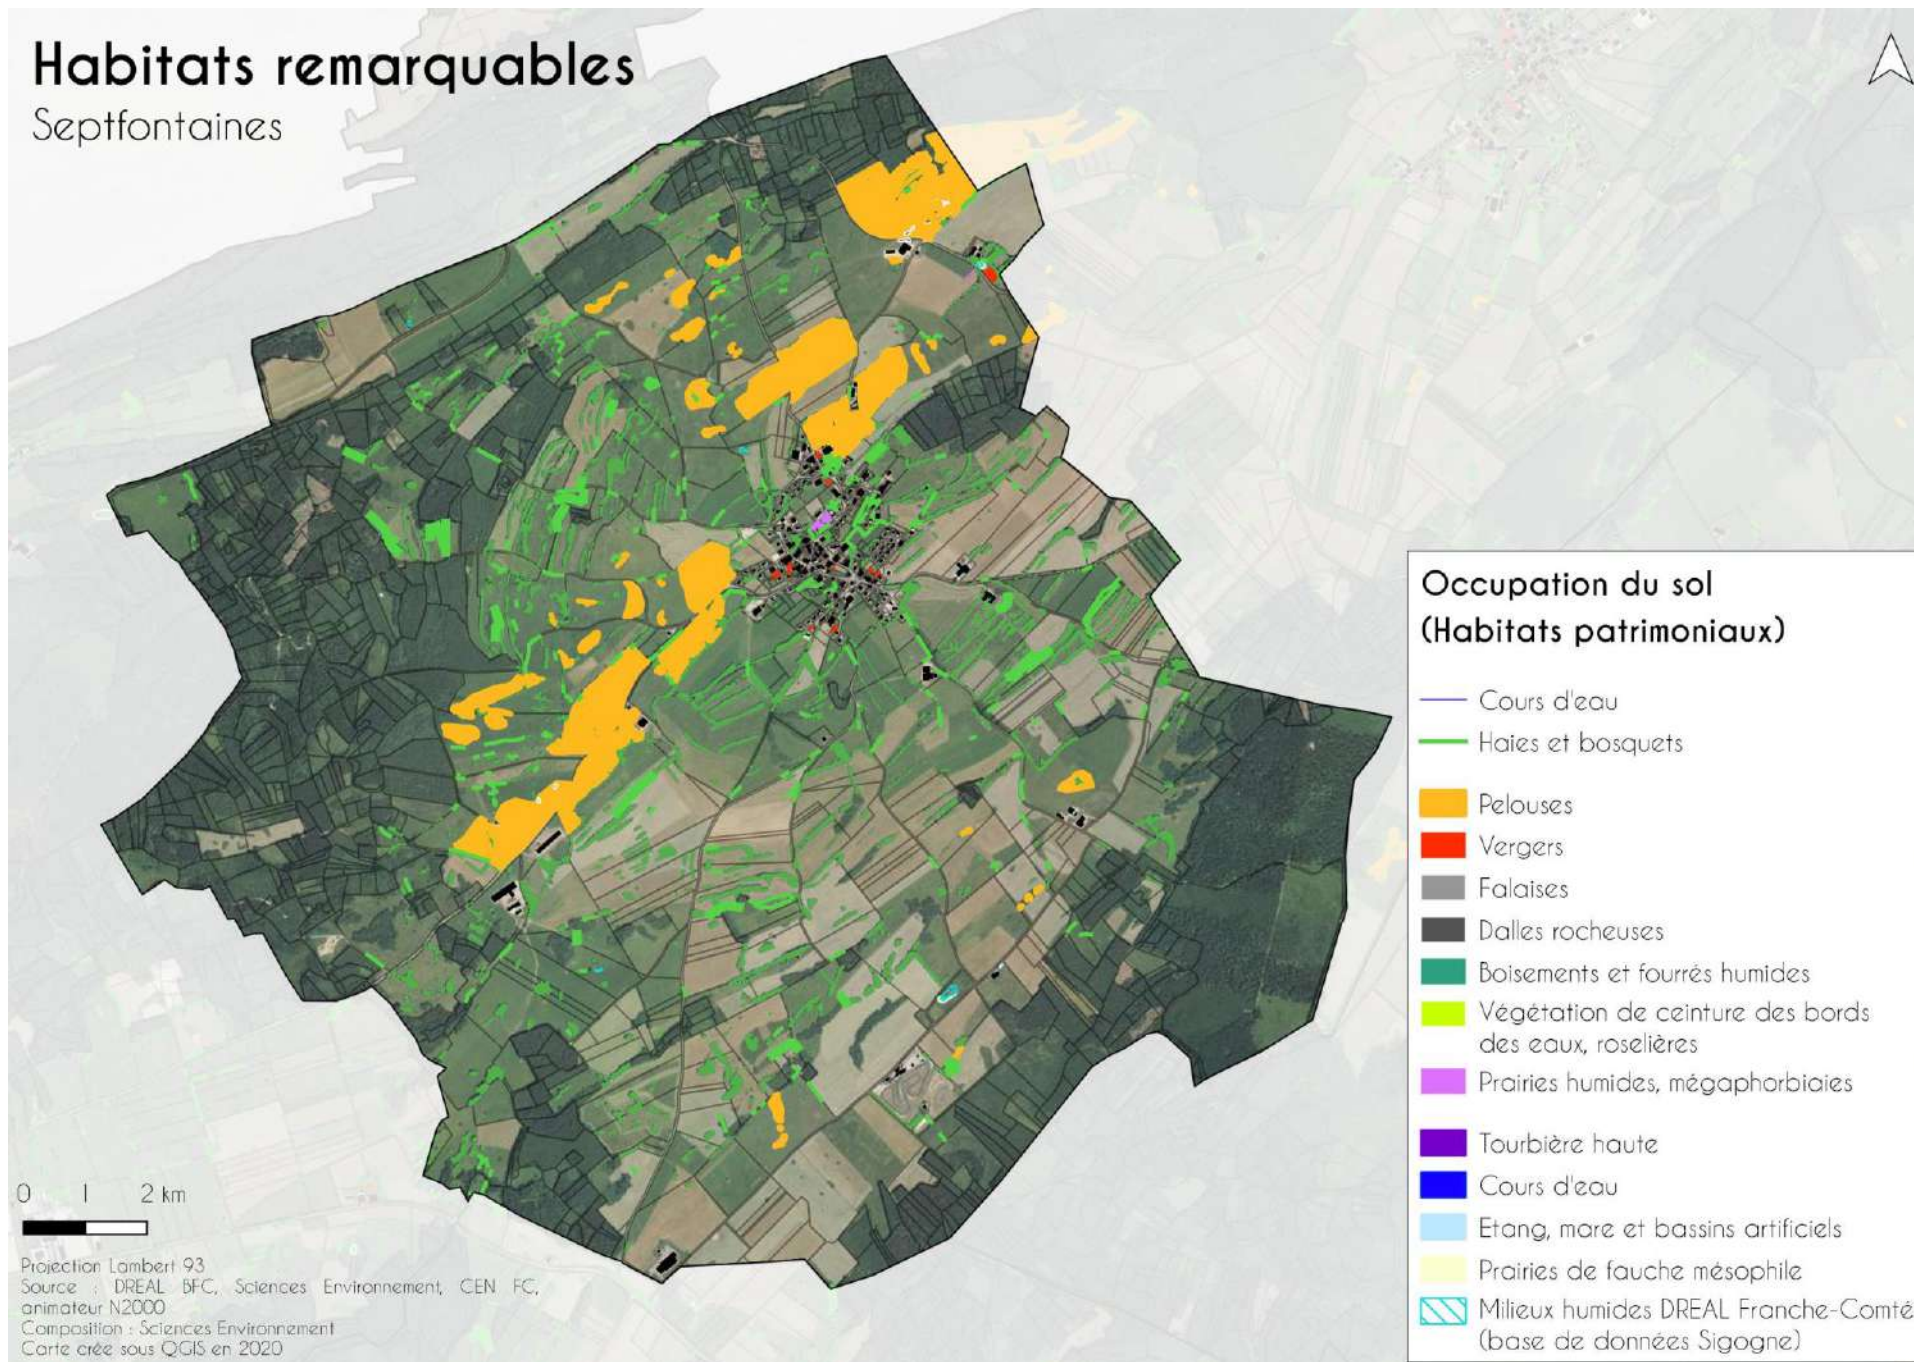 Habitats remarquables
Septfontaines
Occupation du sol
(Habitats patrimoniaux)
Cours d'eau
Haies et bosquets
Pelouses
Vergers
Falaises
Dalles rocheuses
Boisements et fourrés humides
Végétation de ceinture des bords
des eaux, roselières
Prairies humides, mégaphorbiaies
Tourbière haute
Cours d'eau
Etang, mare et bassins artificiels
Prairies de fauche mésophile
Milieux humides DREAL Franche-Comté
(base de données Sigogne)
0 1 2 km
Projection Lambert 93
Source : DREAL BFC, Sciences Environnement, CEN FC,
animateur N2000
Composition : Sciences Environnement
Carte crée sous QGIS en 2020